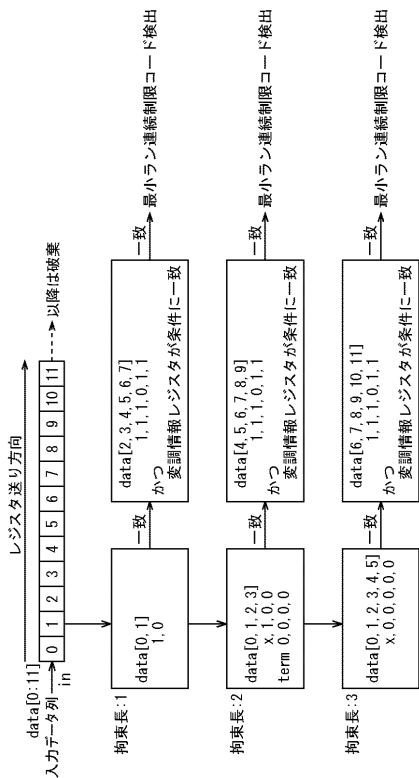 レジスタ送り方向
data[0:11]
入力データ列
in
0 1 2 3 4 5 6 7 8 9 10 11
以降は破棄
拘束長:1
data[0,1]
1,0
一致
data[2,3,4,5,6,7]
1,1,1,0,1,1
かつ
変調情報レジスタが条件に一致
一致
最小ラン連続制限コード検出
拘束長:2
data[0,1,2,3]
x,1,0,0
term 0,0,0,0
一致
data[4,5,6,7,8,9]
1,1,1,0,1,1
かつ
変調情報レジスタが条件に一致
一致
最小ラン連続制限コード検出
拘束長:3
data[0,1,2,3,4,5]
x,0,0,0,0,0
一致
data[6,7,8,9,10,11]
1,1,1,0,1,1
かつ
変調情報レジスタが条件に一致
一致
最小ラン連続制限コード検出